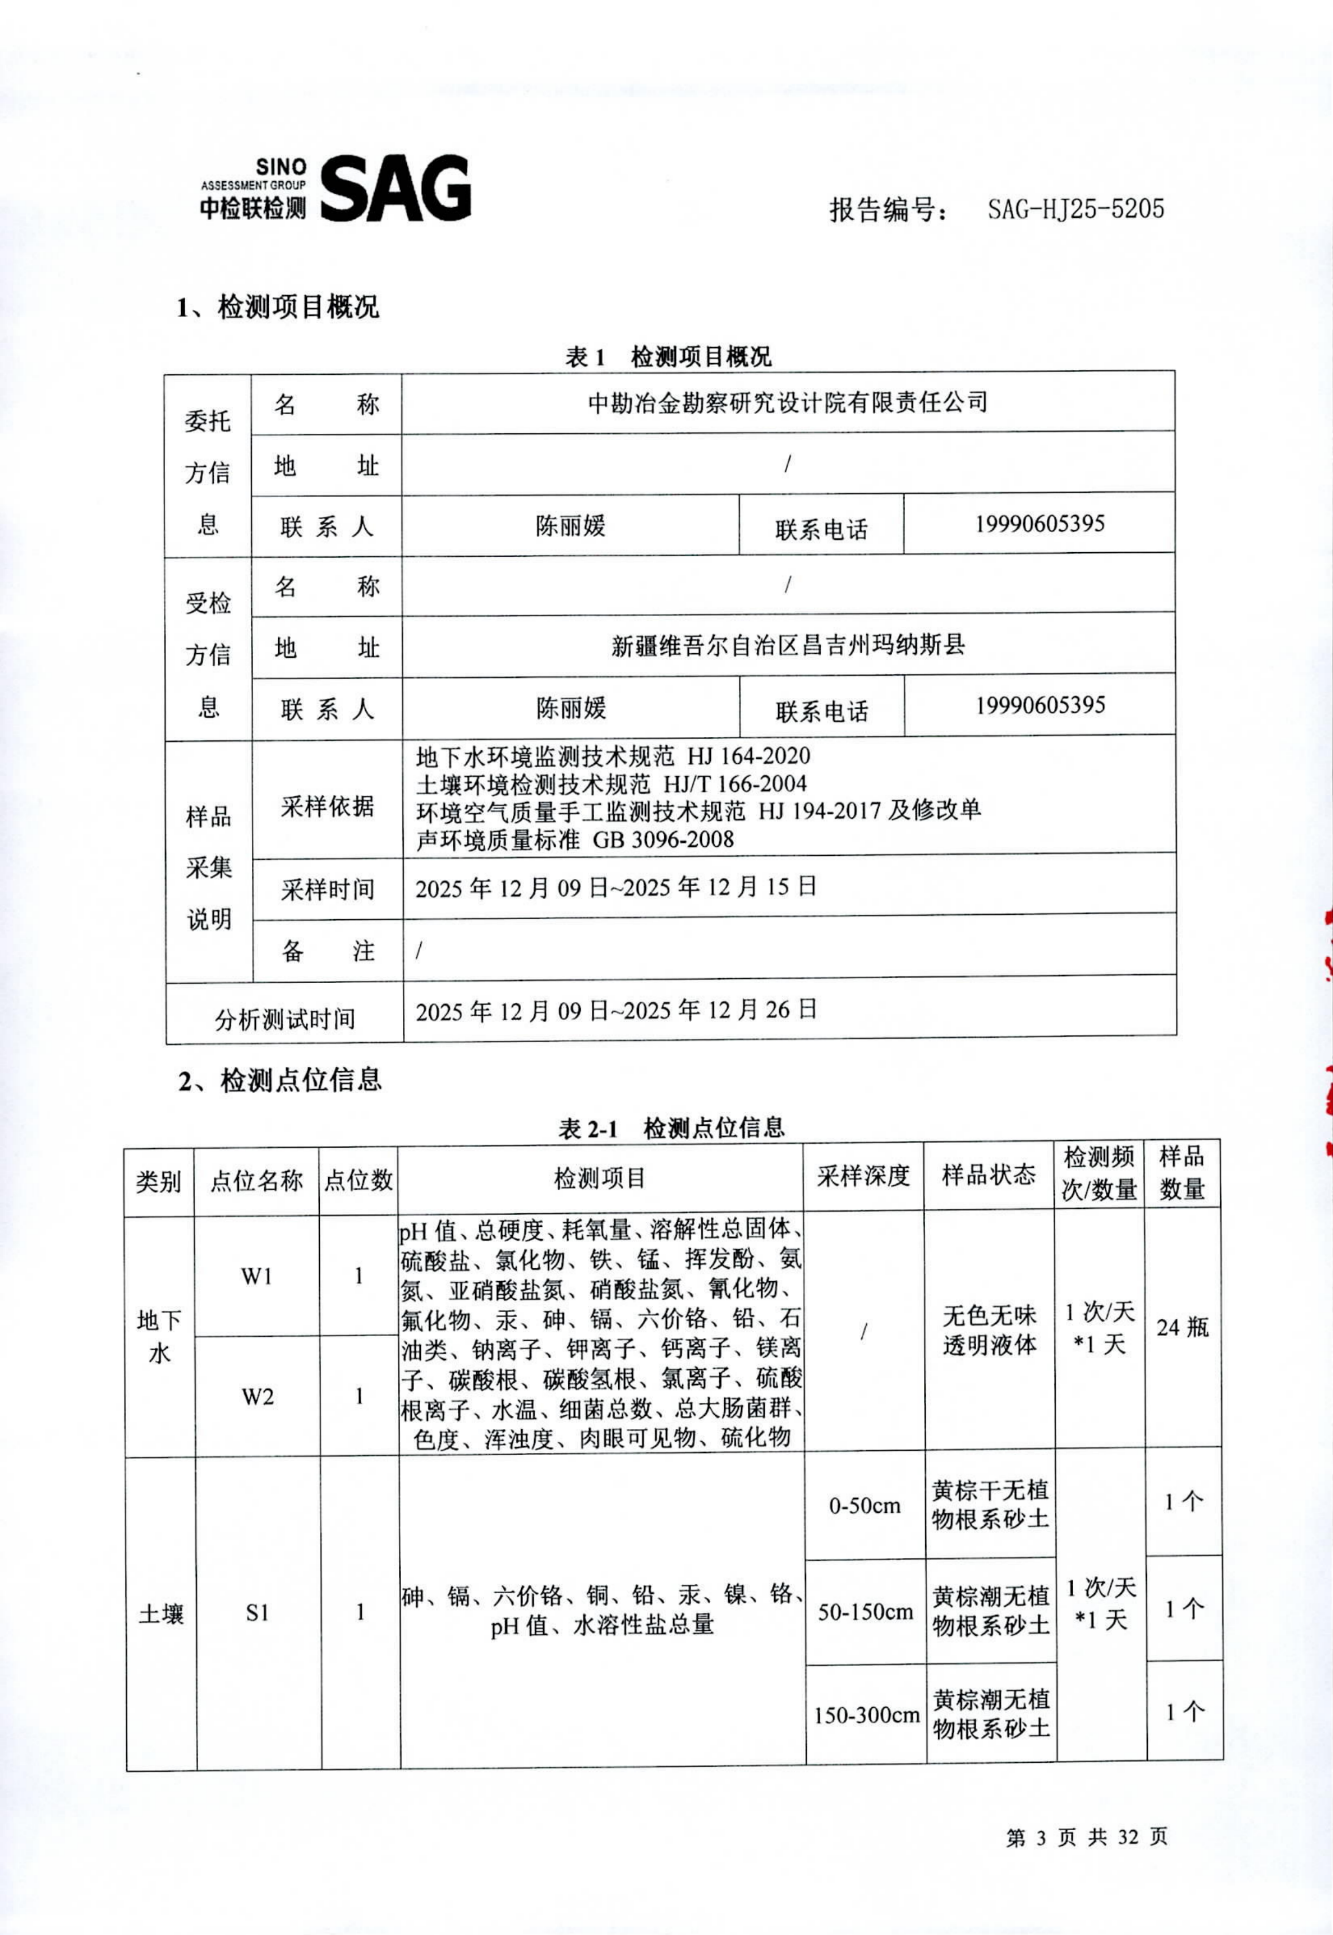 SINO
ASSESSMENT GROUP
中检联检测
SAG
报告编号： SAG-HJ25-5205
1、检测项目概况
表 1 检测项目概况
委托方信息
名 称
中勘冶金勘察研究设计院有限责任公司
地 址
/
联 系 人
陈丽媛
联系电话
19990605395
受检方信息
名 称
/
地 址
新疆维吾尔自治区昌吉州玛纳斯县
联 系 人
陈丽媛
联系电话
19990605395
样品采集说明
采样依据
地下水环境监测技术规范 HJ 164-2020
土壤环境检测技术规范 HJ/T 166-2004
环境空气质量手工监测技术规范 HJ 194-2017 及修改单
声环境质量标准 GB 3096-2008
采样时间
2025 年 12 月 09 日~2025 年 12 月 15 日
备 注
/
分析测试时间
2025 年 12 月 09 日~2025 年 12 月 26 日
2、检测点位信息
表 2-1 检测点位信息
类别
点位名称
点位数
检测项目
采样深度
样品状态
检测频
次/数量
样品
数量
地下
水
W1
1
W2
1
pH 值、总硬度、耗氧量、溶解性总固体、
硫酸盐、氯化物、铁、锰、挥发酚、氨
氮、亚硝酸盐氮、硝酸盐氮、氰化物、
氟化物、汞、砷、镉、六价铬、铅、石
油类、钠离子、钾离子、钙离子、镁离
子、碳酸根、碳酸氢根、氯离子、硫酸
根离子、水温、细菌总数、总大肠菌群、
色度、浑浊度、肉眼可见物、硫化物
/
无色无味
透明液体
1 次/天
*1 天
24 瓶
土壤
S1
1
砷、镉、六价铬、铜、铅、汞、镍、铬、
pH 值、水溶性盐总量
0-50cm
黄棕干无植
物根系砂土
1 次/天
*1 天
1 个
50-150cm
黄棕潮无植
物根系砂土
1 个
150-300cm
黄棕潮无植
物根系砂土
1 个
第 3 页 共 32 页